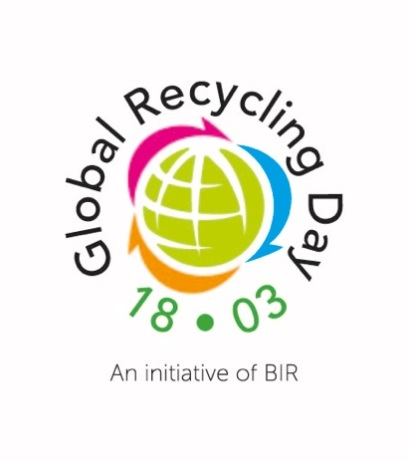 Global Recycling Day
18 • 03
An initiative of BIR